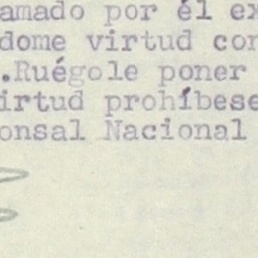 amado por él ex
dome virtud con
.Ruégole poner
irtud prohíbese
onsal Nacional